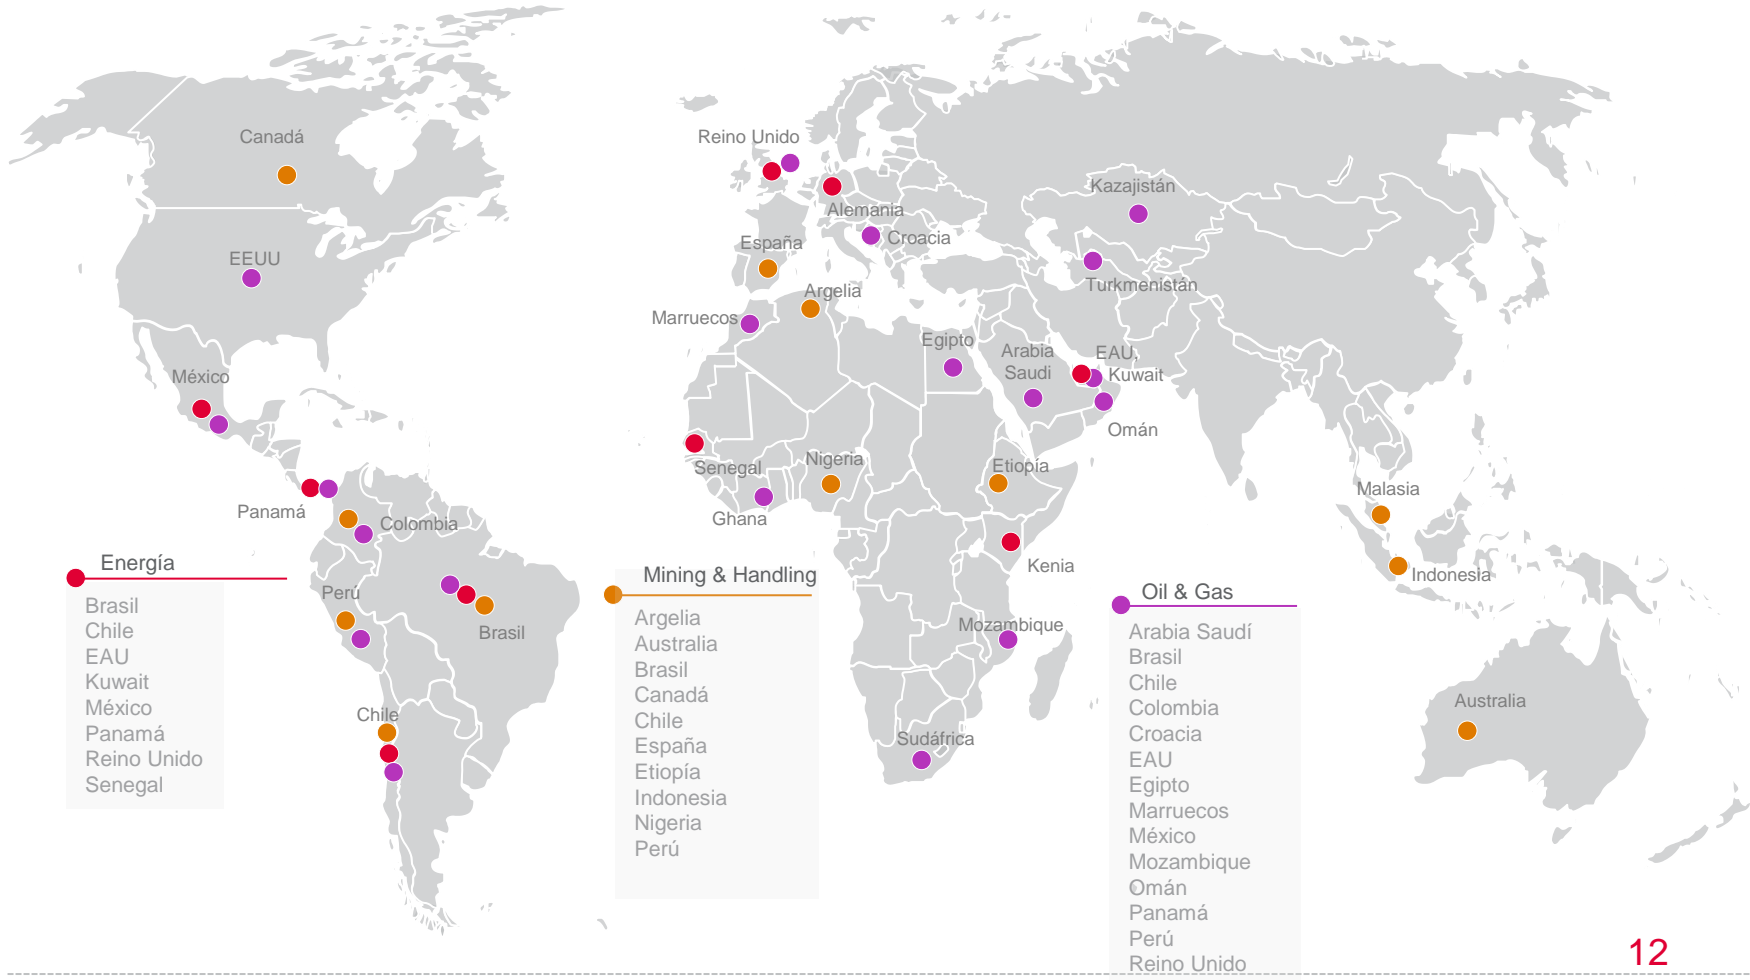 Canadá
Reino Unido
Kazajistán
Alemania
España
Croacia
EEUU
Turkmenistán
Argelia
Marruecos
Egipto
Arabia
Saudi
EAU,
Kuwait
México
Omán
Senegal
Nigeria
Etiopía
Malasia
Panamá
Colombia
Ghana
Kenia
Indonesia
Perú
Brasil
Mozambique
Chile
Sudáfrica
Australia
Energía
Brasil
Chile
EAU
Kuwait
México
Panamá
Reino Unido
Senegal
Mining & Handling
Argelia
Australia
Brasil
Canadá
Chile
España
Etiopía
Indonesia
Nigeria
Perú
Oil & Gas
Arabia Saudí
Brasil
Chile
Colombia
Croacia
EAU
Egipto
Marruecos
México
Mozambique
Omán
Panamá
Perú
Reino Unido
12